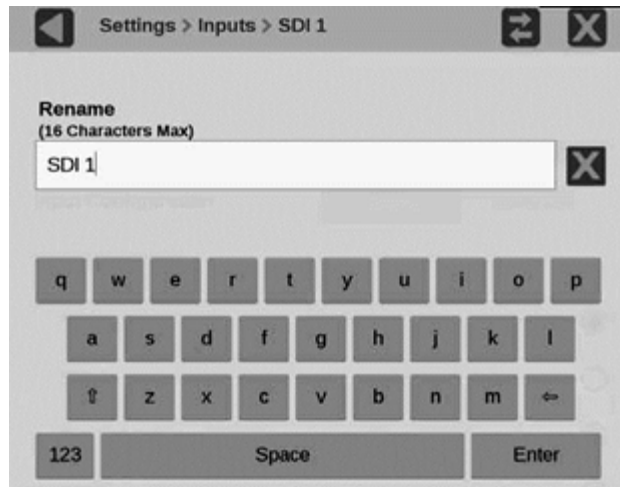 Settings > Inputs > SDI 1
Rename
(16 Characters Max)
SDI 1
q w e r t y u i o p
a s d f g h j k l
⇧ z x c v b n m ⇦
123 Space Enter